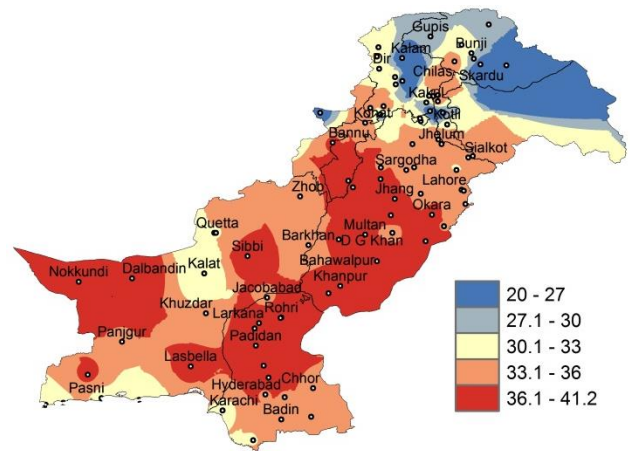 Gupis
Kalam
Bunji
Dir
Chilas
Skardu
Kakul
Kotli
Kohat
Bannu
Jhelum
Sialkot
Sargodha
Lahore
Zhob
Jhang
Okara
Quetta
Multan
Barkhan
D G Khan
Sibbi
Kalat
Bahawalpur
Nokkundi
Dalbandin
Khanpur
Jacobabad
Khuzdar
Larkana
Rohri
Panjgur
Padidan
Lasbella
Pasni
Hyderabad
Chhor
Karachi
Badin
20 - 27
27.1 - 30
30.1 - 33
33.1 - 36
36.1 - 41.2